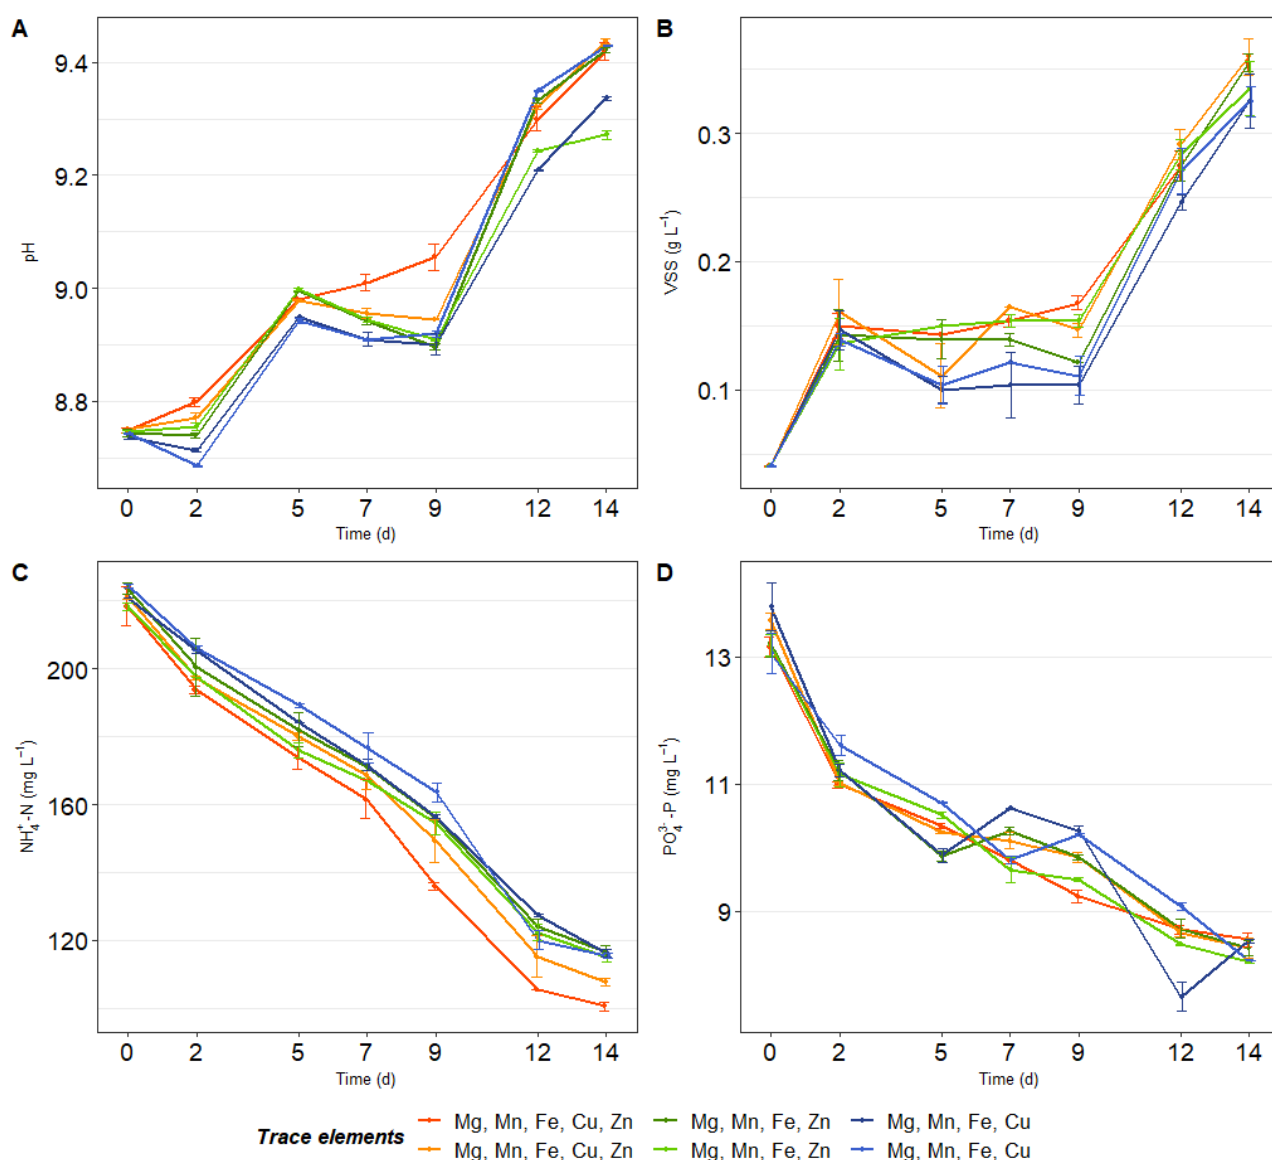 A
B
9.4
9.2
9.0
8.8
pH
0 2 5 7 9 12 14
Time (d)
0.3
0.2
0.1
VSS (g L⁻¹)
0 2 5 7 9 12 14
Time (d)
C
D
200
160
120
NH₄⁺-N (mg L⁻¹)
0 2 5 7 9 12 14
Time (d)
13
11
9
PO₄³⁻-P (mg L⁻¹)
0 2 5 7 9 12 14
Time (d)
Trace elements
Mg, Mn, Fe, Cu, Zn Mg, Mn, Fe, Zn Mg, Mn, Fe, Cu
Mg, Mn, Fe, Cu, Zn Mg, Mn, Fe, Zn Mg, Mn, Fe, Cu